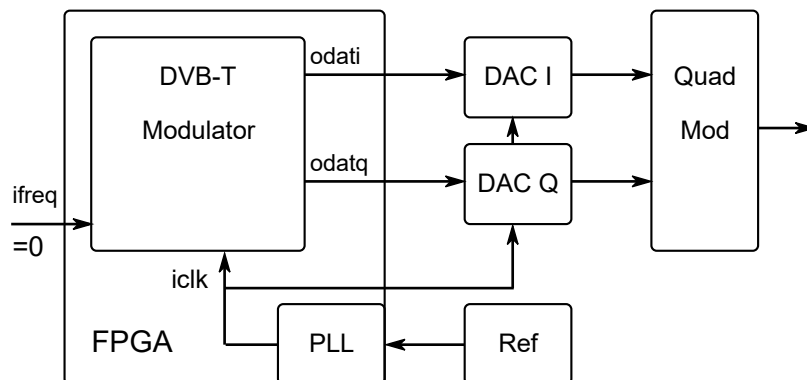 DVB-T
Modulator
odati
DAC I
Quad
Mod
odatq
DAC Q
ifreq
=0
iclk
FPGA
PLL
Ref